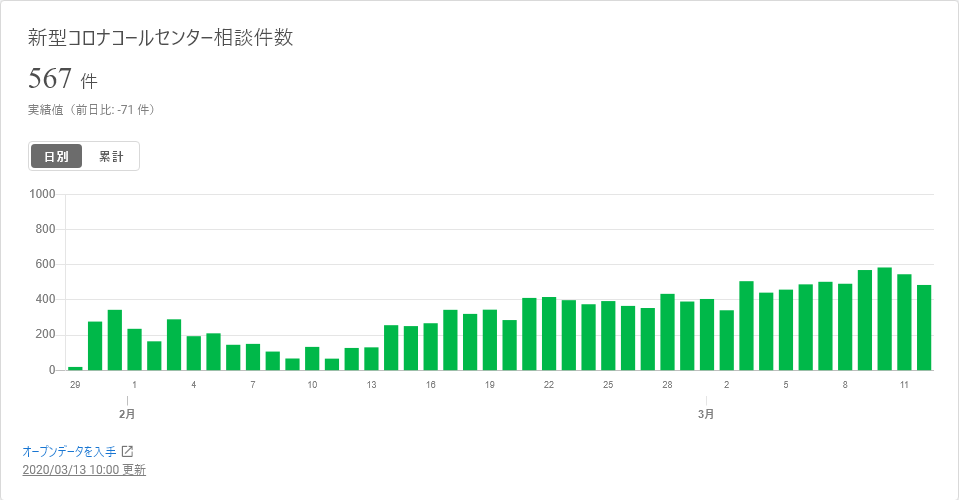 新型コロナコールセンター相談件数
567 件
実績値（前日比: -71 件）
日別 累計
1000
800
600
400
200
0
29 1 4 7 10 13 16 19 22 25 28 2 5 8 11
2月 3月
オープンデータを入手
2020/03/13 10:00 更新